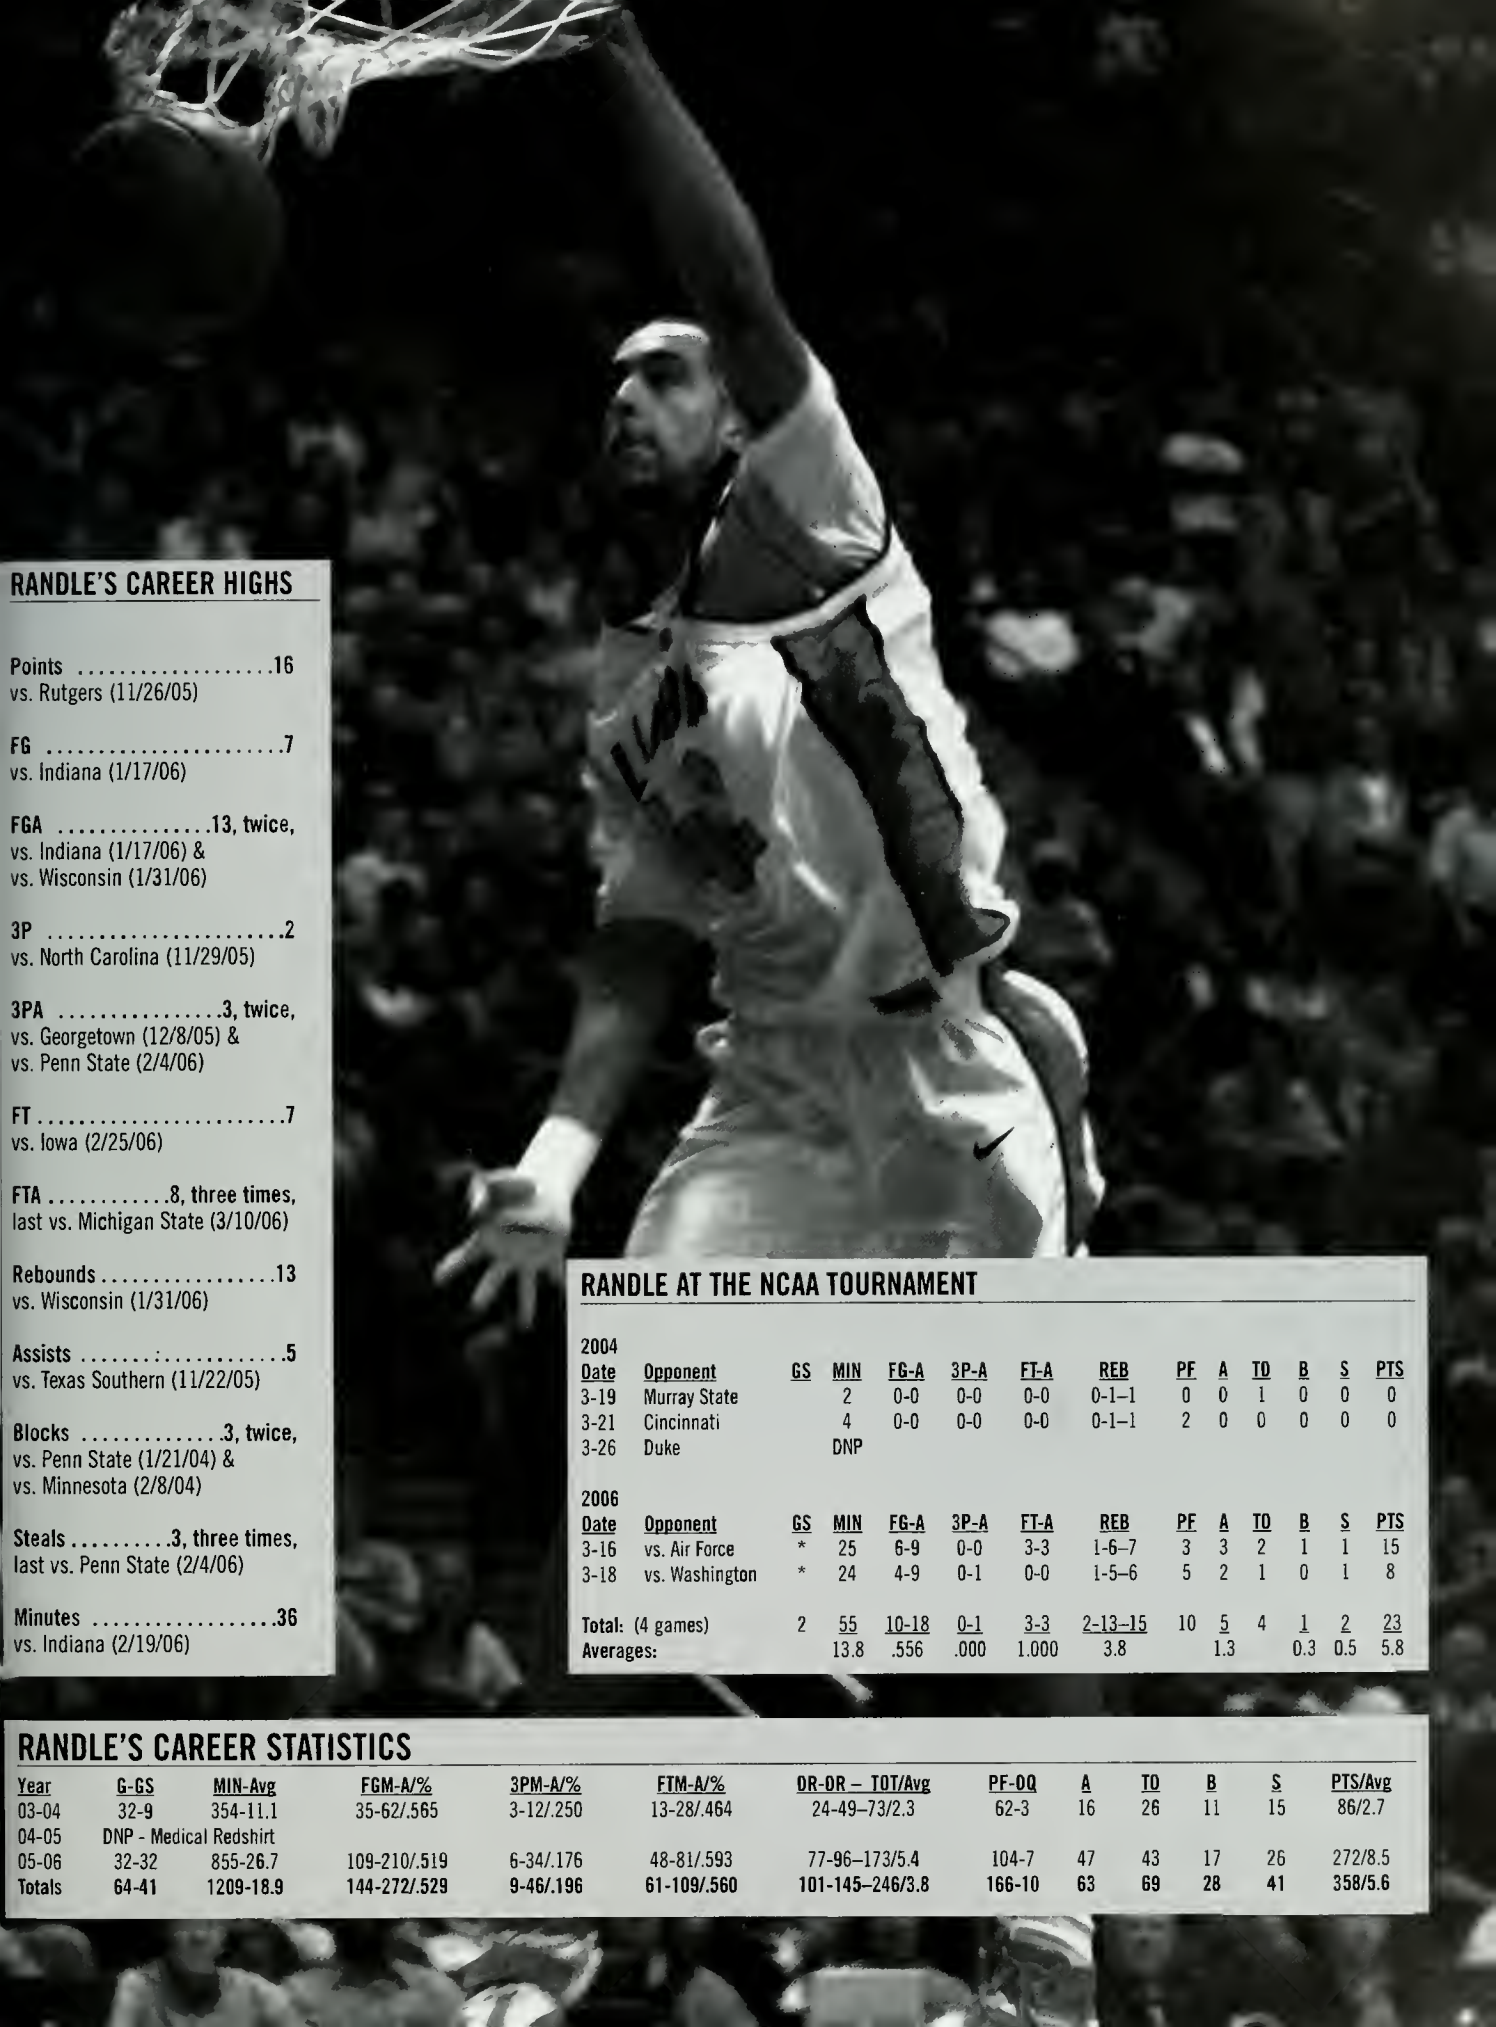 RANDLE'S CAREER HIGHS
Points ...................16
vs. Rutgers (11/26/05)
FG .......................7
vs. Indiana (1/17/06)
FGA ...............13, twice,
vs. Indiana (1/17/06) &
vs. Wisconsin (1/31/06)
3P .......................2
vs. North Carolina (11/29/05)
3PA ................3, twice,
vs. Georgetown (12/8/05) &
vs. Penn State (2/4/06)
FT ........................7
vs. Iowa (2/25/06)
FTA ............8, three times,
last vs. Michigan State (3/10/06)
Rebounds .................13
vs. Wisconsin (1/31/06)
Assists .......:............5
vs. Texas Southern (11/22/05)
Blocks ..............3, twice,
vs. Penn State (1/21/04) &
vs. Minnesota (2/8/04)
Steals ..........3, three times,
last vs. Penn State (2/4/06)
Minutes ..................36
vs. Indiana (2/19/06)
RANDLE AT THE NCAA TOURNAMENT
2004
Date Opponent GS MIN FG-A 3P-A FT-A REB PF A TO B S PTS
3-19 Murray State 2 0-0 0-0 0-0 0-1–1 0 0 1 0 0 0
3-21 Cincinnati 4 0-0 0-0 0-0 0-1–1 2 0 0 0 0 0
3-26 Duke DNP
2006
Date Opponent GS MIN FG-A 3P-A FT-A REB PF A TO B S PTS
3-16 vs. Air Force * 25 6-9 0-0 3-3 1-6–7 3 3 2 1 1 15
3-18 vs. Washington * 24 4-9 0-1 0-0 1-5–6 5 2 1 0 1 8
Total: (4 games) 2 55 10-18 0-1 3-3 2-13–15 10 5 4 1 2 23
Averages: 13.8 .556 .000 1.000 3.8 1.3 0.3 0.5 5.8
RANDLE'S CAREER STATISTICS
Year G-GS MIN-Avg FGM-A/% 3PM-A/% FTM-A/% OR-DR – TOT/Avg PF-DQ A TO B S PTS/Avg
03-04 32-9 354-11.1 35-62/.565 3-12/.250 13-28/.464 24-49–73/2.3 62-3 16 26 11 15 86/2.7
04-05 DNP - Medical Redshirt
05-06 32-32 855-26.7 109-210/.519 6-34/.176 48-81/.593 77-96–173/5.4 104-7 47 43 17 26 272/8.5
Totals 64-41 1209-18.9 144-272/.529 9-46/.196 61-109/.560 101-145–246/3.8 166-10 63 69 28 41 358/5.6